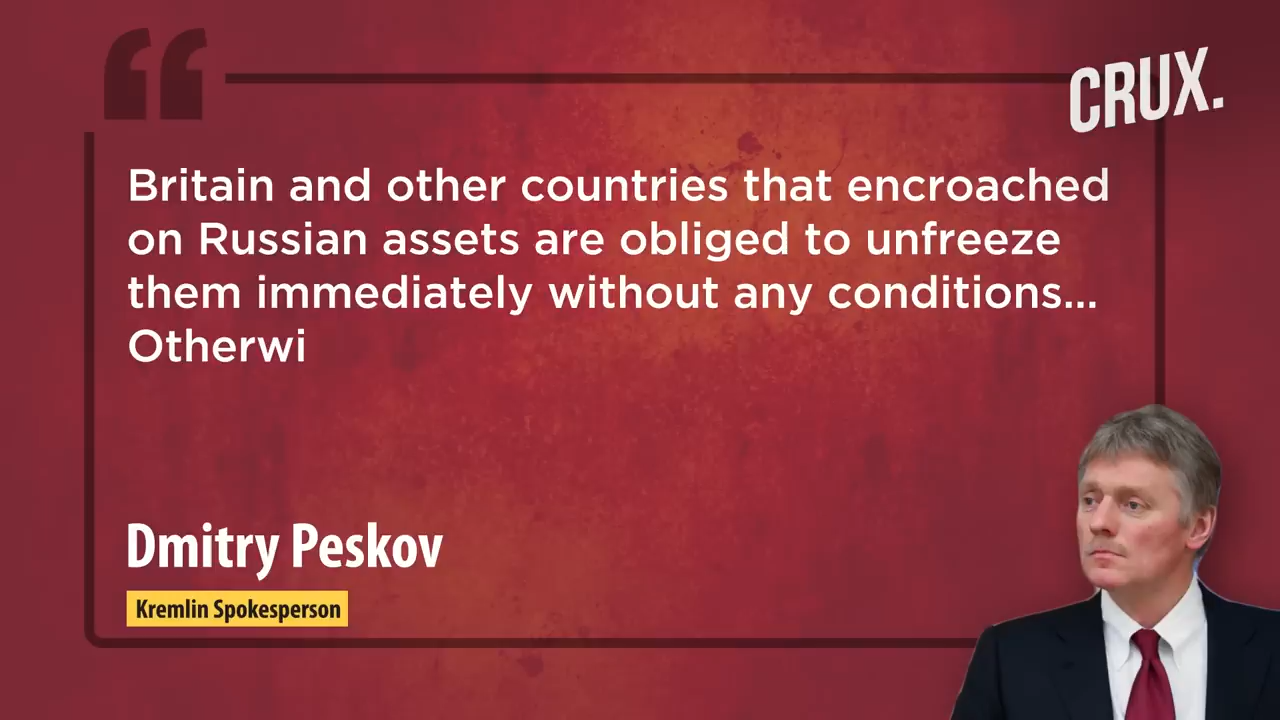 CRUX.
Britain and other countries that encroached
on Russian assets are obliged to unfreeze
them immediately without any conditions...
Otherwi
Dmitry Peskov
Kremlin Spokesperson